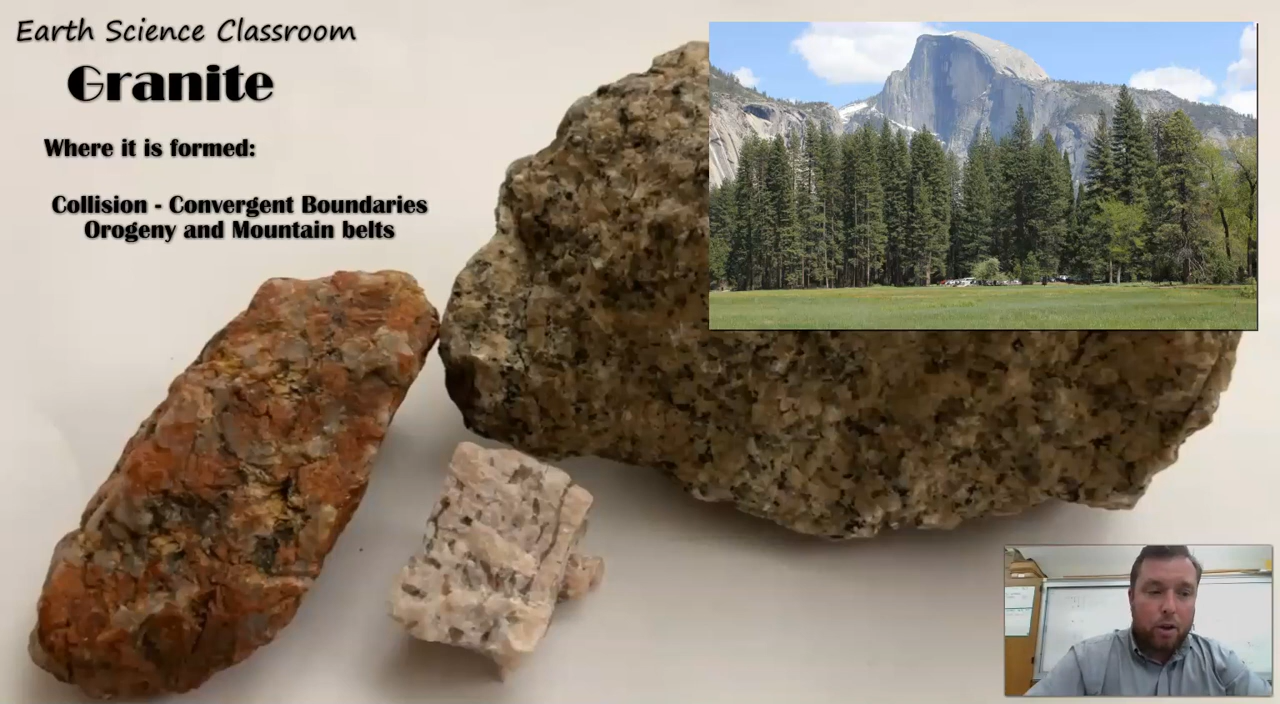 Earth Science Classroom
Granite
Where it is formed:
Collision - Convergent Boundaries
Orogeny and Mountain belts